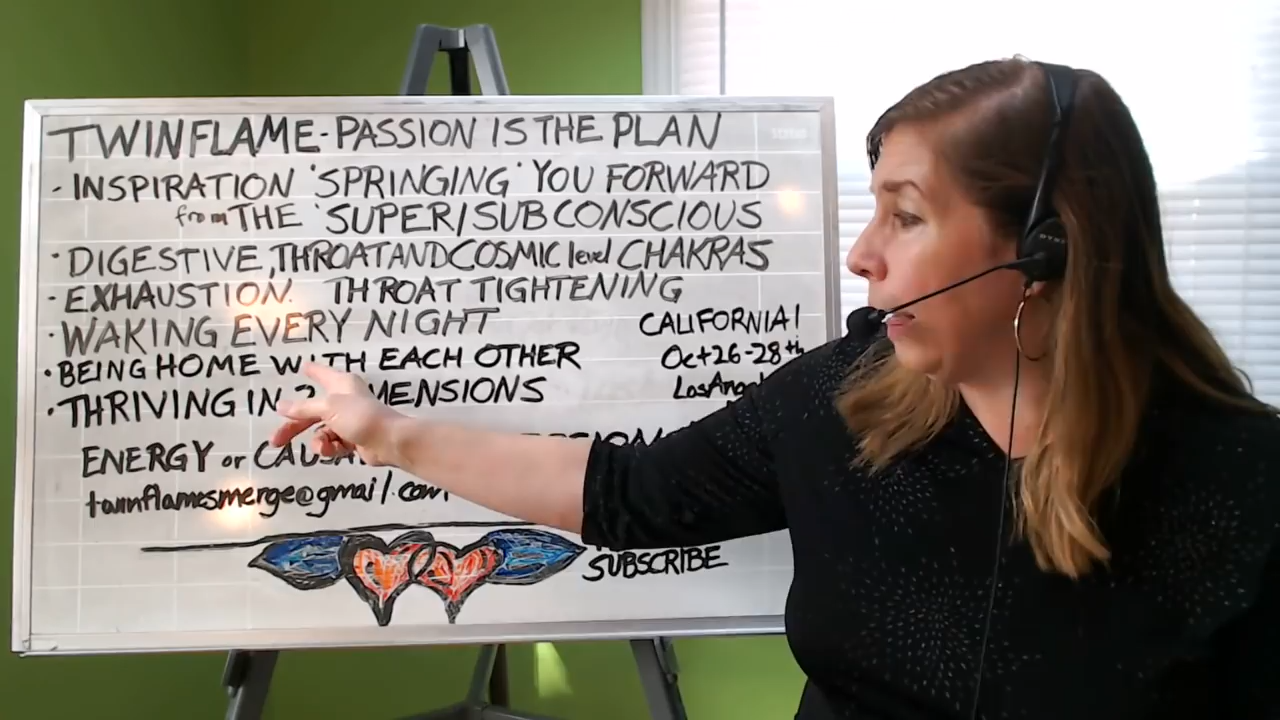 TWINFLAME-PASSION IS THE PLAN
- INSPIRATION 'SPRINGING' YOU FORWARD
from THE 'SUPER/SUBCONSCIOUS
· DIGESTIVE, THROAT AND COSMIC level CHAKRAS
· EXHAUSTION. THROAT TIGHTENING
· WAKING EVERY NIGHT
CALIFORNIA!
· BEING HOME WITH EACH OTHER
Oct 26-28th
· THRIVING IN
Los
ENERGY or
twinflamesmerge@gmail.com
SUBSCRIBE